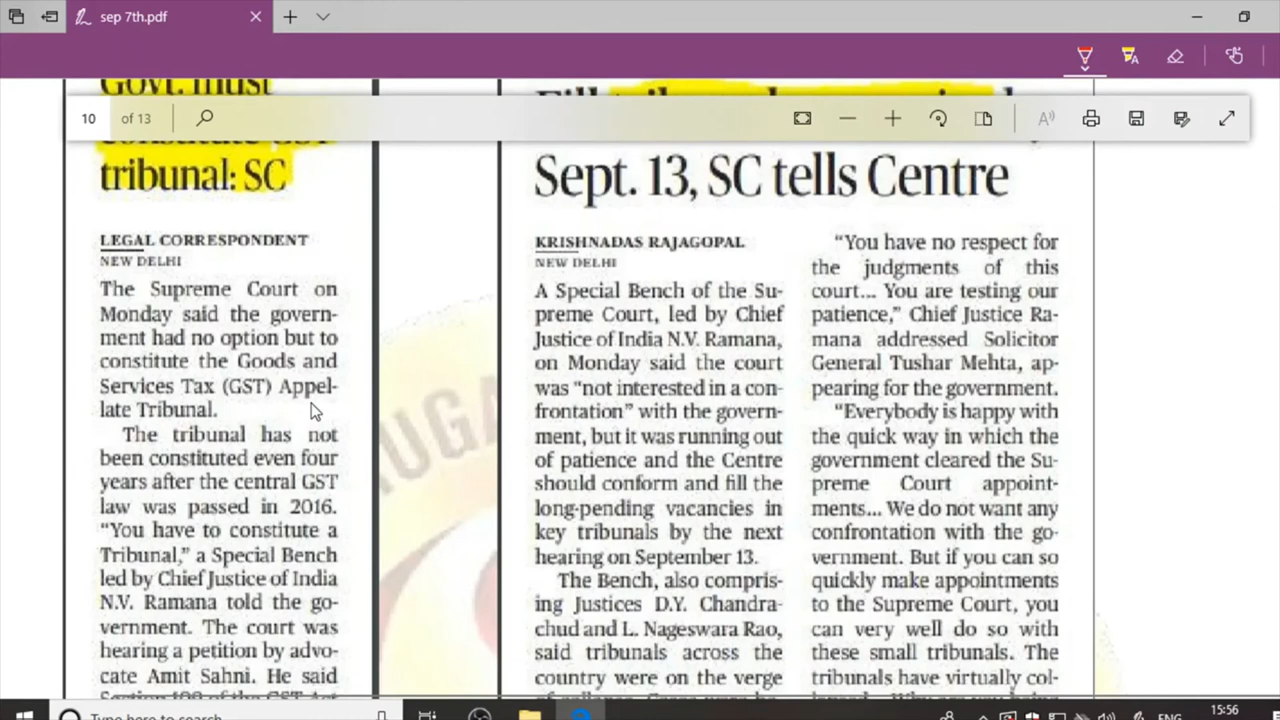 sep 7th.pdf
10 of 13
Govt. must
tribunal: SC
LEGAL CORRESPONDENT
NEW DELHI
The Supreme Court on
Monday said the govern-
ment had no option but to
constitute the Goods and
Services Tax (GST) Appel-
late Tribunal.
The tribunal has not
been constituted even four
years after the central GST
law was passed in 2016.
"You have to constitute a
Tribunal," a Special Bench
led by Chief Justice of India
N.V. Ramana told the go-
vernment. The court was
hearing a petition by advo-
cate Amit Sahni. He said
Sept. 13, SC tells Centre
KRISHNADAS RAJAGOPAL
NEW DELHI
A Special Bench of the Su-
preme Court, led by Chief
Justice of India N.V. Ramana,
on Monday said the court
was "not interested in a con-
frontation" with the govern-
ment, but it was running out
of patience and the Centre
should conform and fill the
long-pending vacancies in
key tribunals by the next
hearing on September 13.
The Bench, also compris-
ing Justices D.Y. Chandra-
chud and L. Nageswara Rao,
said tribunals across the
country were on the verge
"You have no respect for
the judgments of this
court... You are testing our
patience," Chief Justice Ra-
mana addressed Solicitor
General Tushar Mehta, ap-
pearing for the government.
"Everybody is happy with
the quick way in which the
government cleared the Su-
preme Court appoint-
ments... We do not want any
confrontation with the go-
vernment. But if you can so
quickly make appointments
to the Supreme Court, you
can very well do so with
these small tribunals. The
tribunals have virtually col-
Type here to search
15:56